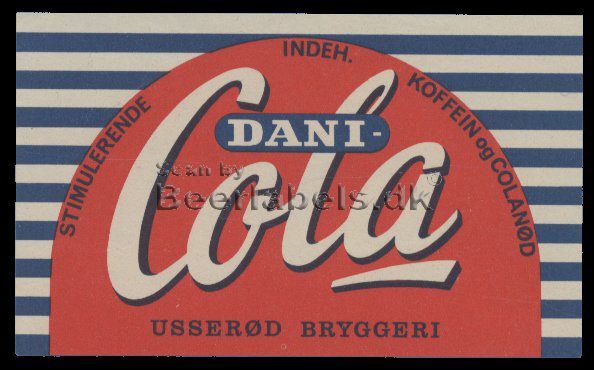 STIMULERENDE INDEH. KOFFEIN og COLANØD
DANI-
Cola
Scan by
Beerlabels.dk
USSERØD BRYGGERI